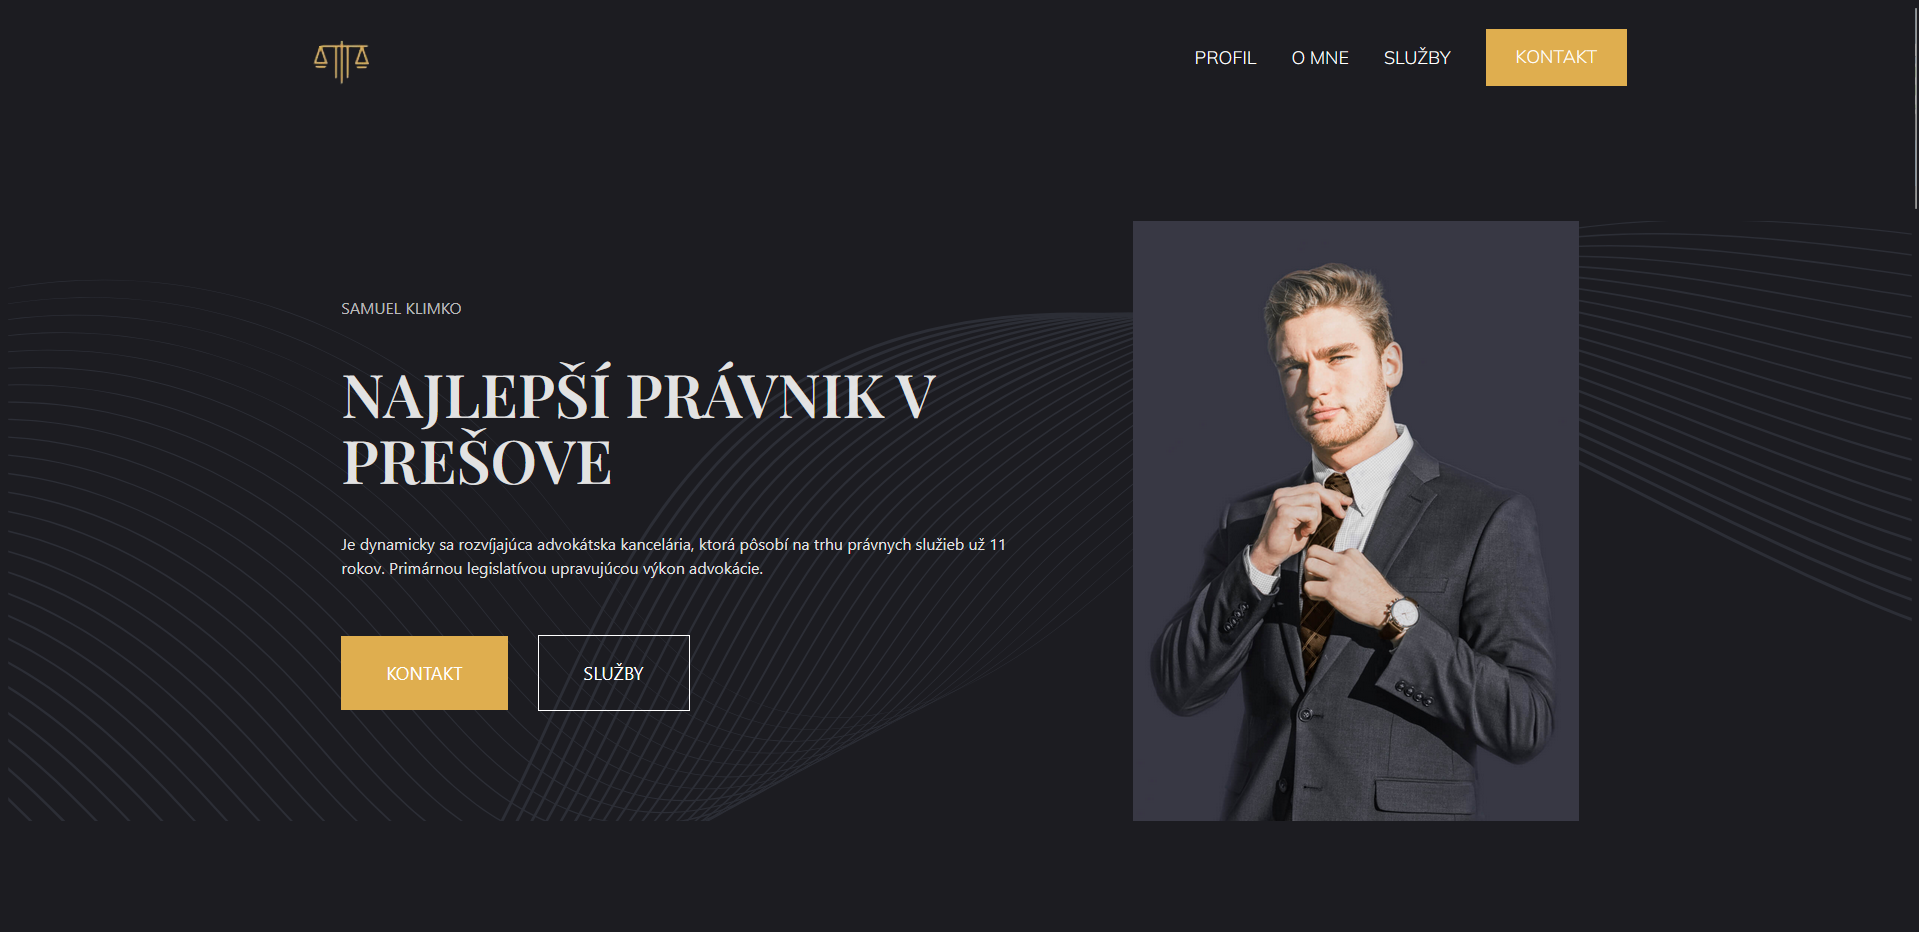 PROFIL O MNE SLUŽBY KONTAKT
SAMUEL KLIMKO
NAJLEPŠÍ PRÁVNIK V
PREŠOVE
Je dynamicky sa rozvíjajúca advokátska kancelária, ktorá pôsobí na trhu právnych služieb už 11
rokov. Primárnou legislatívou upravujúcou výkon advokácie.
KONTAKT SLUŽBY